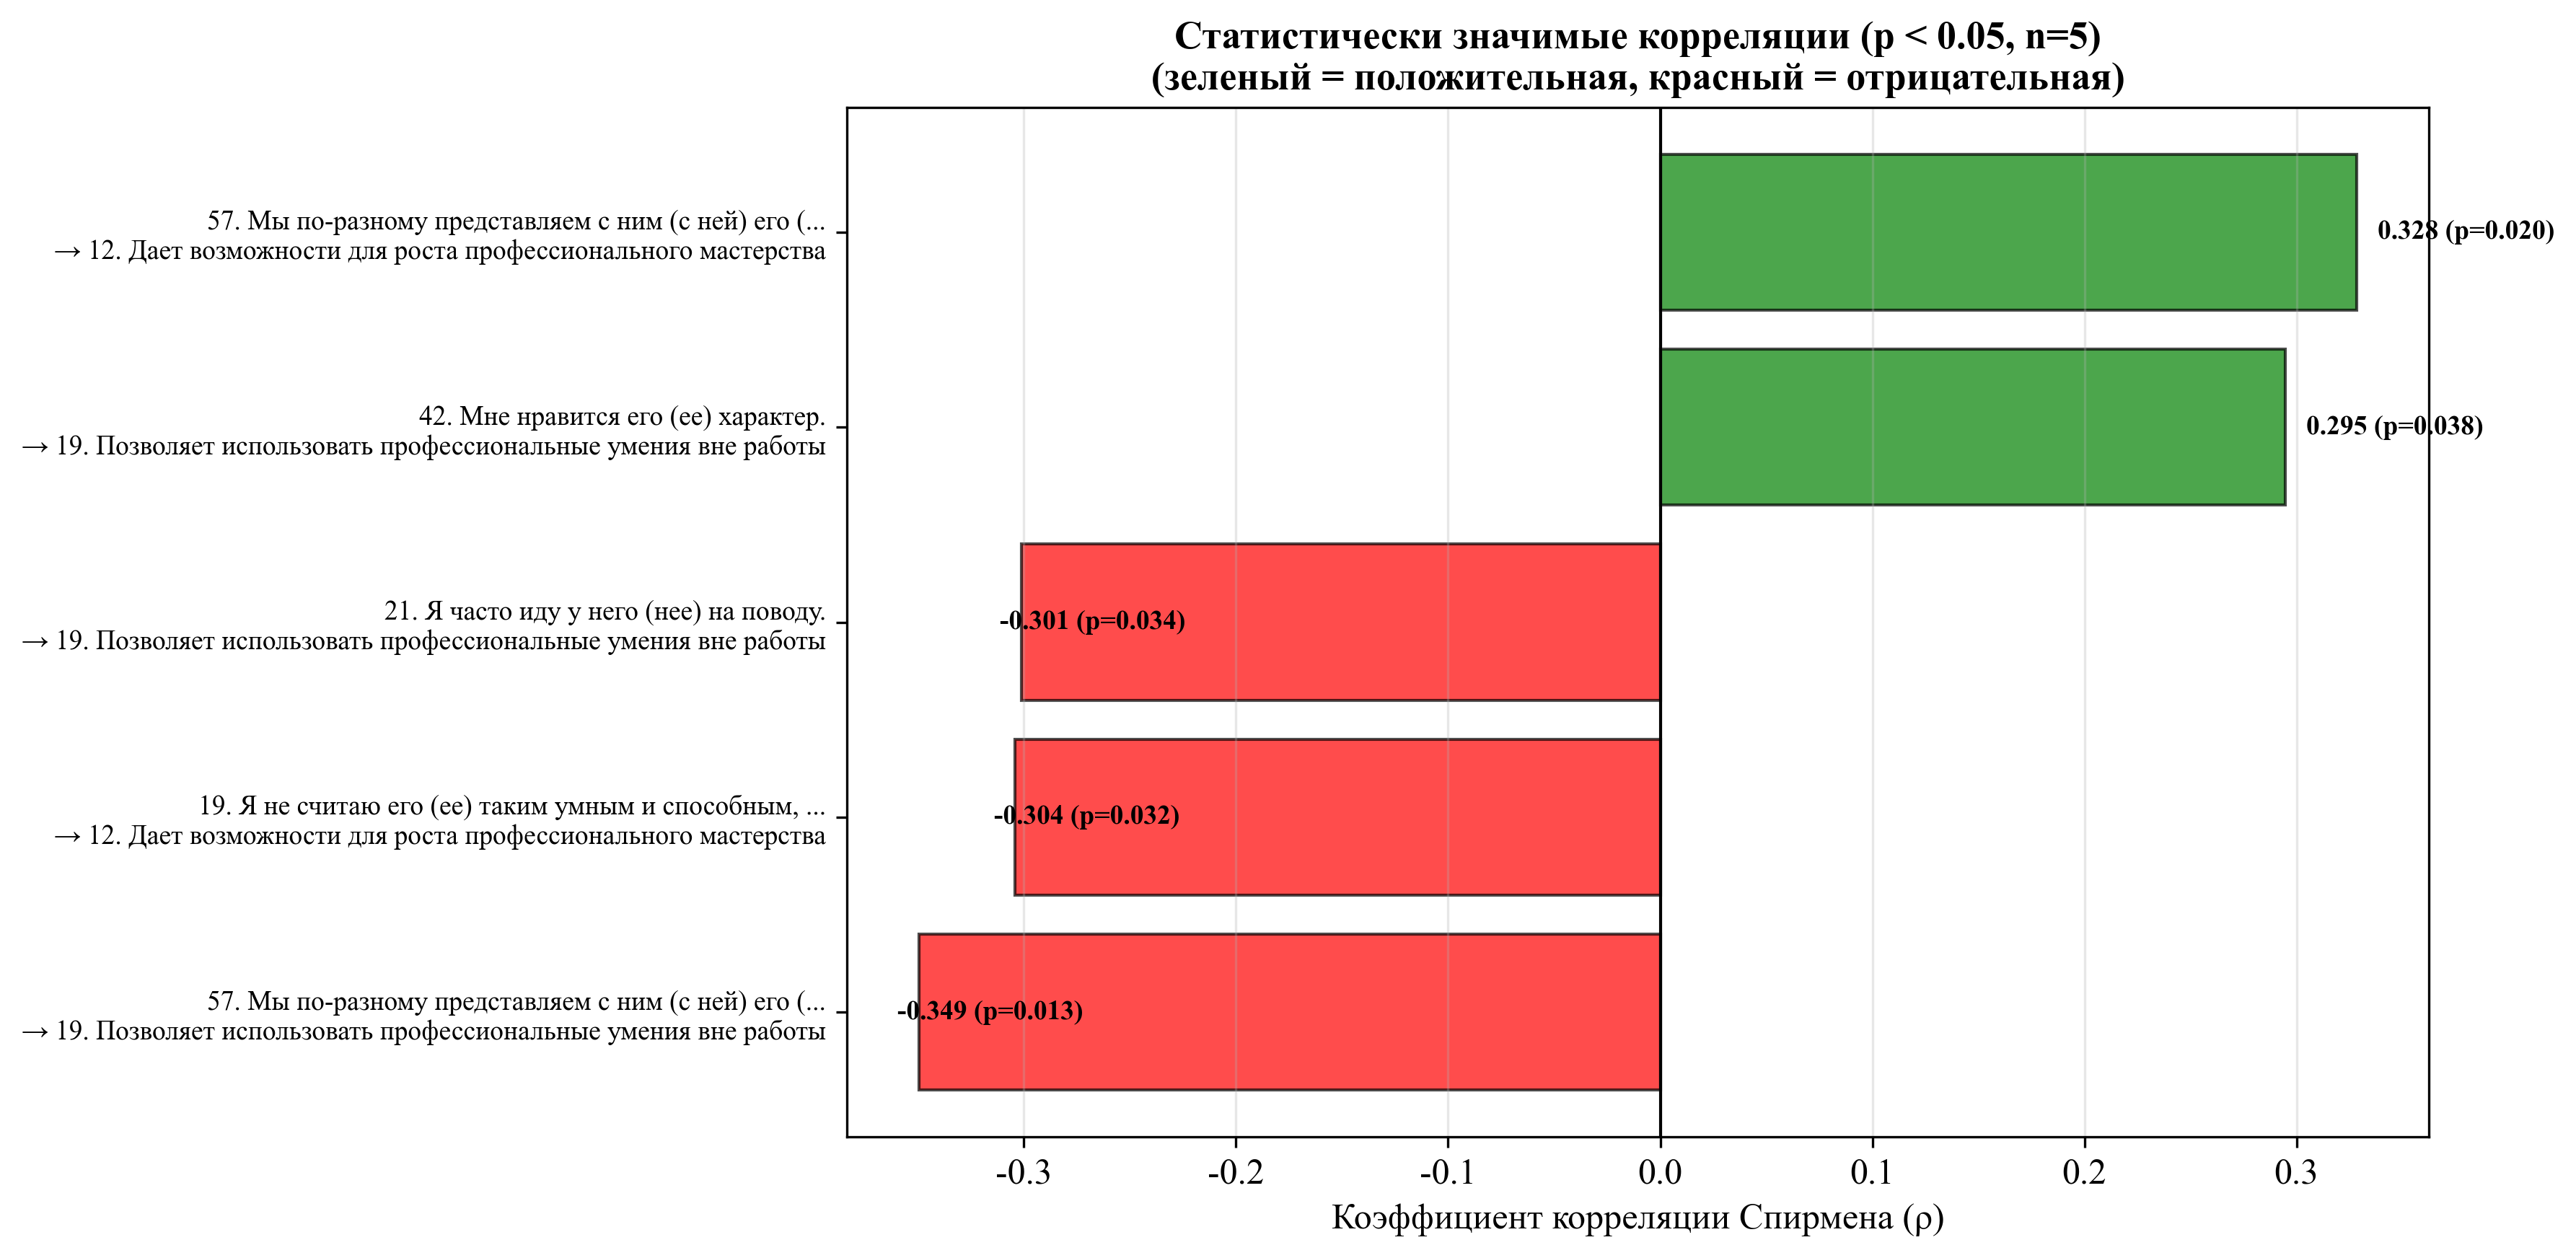 Статистически значимые корреляции (p < 0.05, n=5)
(зеленый = положительная, красный = отрицательная)
57. Мы по-разному представляем с ним (с ней) его (...
→ 12. Дает возможности для роста профессионального мастерства
0.328 (p=0.020)
42. Мне нравится его (ее) характер.
→ 19. Позволяет использовать профессиональные умения вне работы
0.295 (p=0.038)
21. Я часто иду у него (нее) на поводу.
→ 19. Позволяет использовать профессиональные умения вне работы
-0.301 (p=0.034)
19. Я не считаю его (ее) таким умным и способным, ...
→ 12. Дает возможности для роста профессионального мастерства
-0.304 (p=0.032)
57. Мы по-разному представляем с ним (с ней) его (...
→ 19. Позволяет использовать профессиональные умения вне работы
-0.349 (p=0.013)
-0.3 -0.2 -0.1 0.0 0.1 0.2 0.3
Коэффициент корреляции Спирмена (ρ)